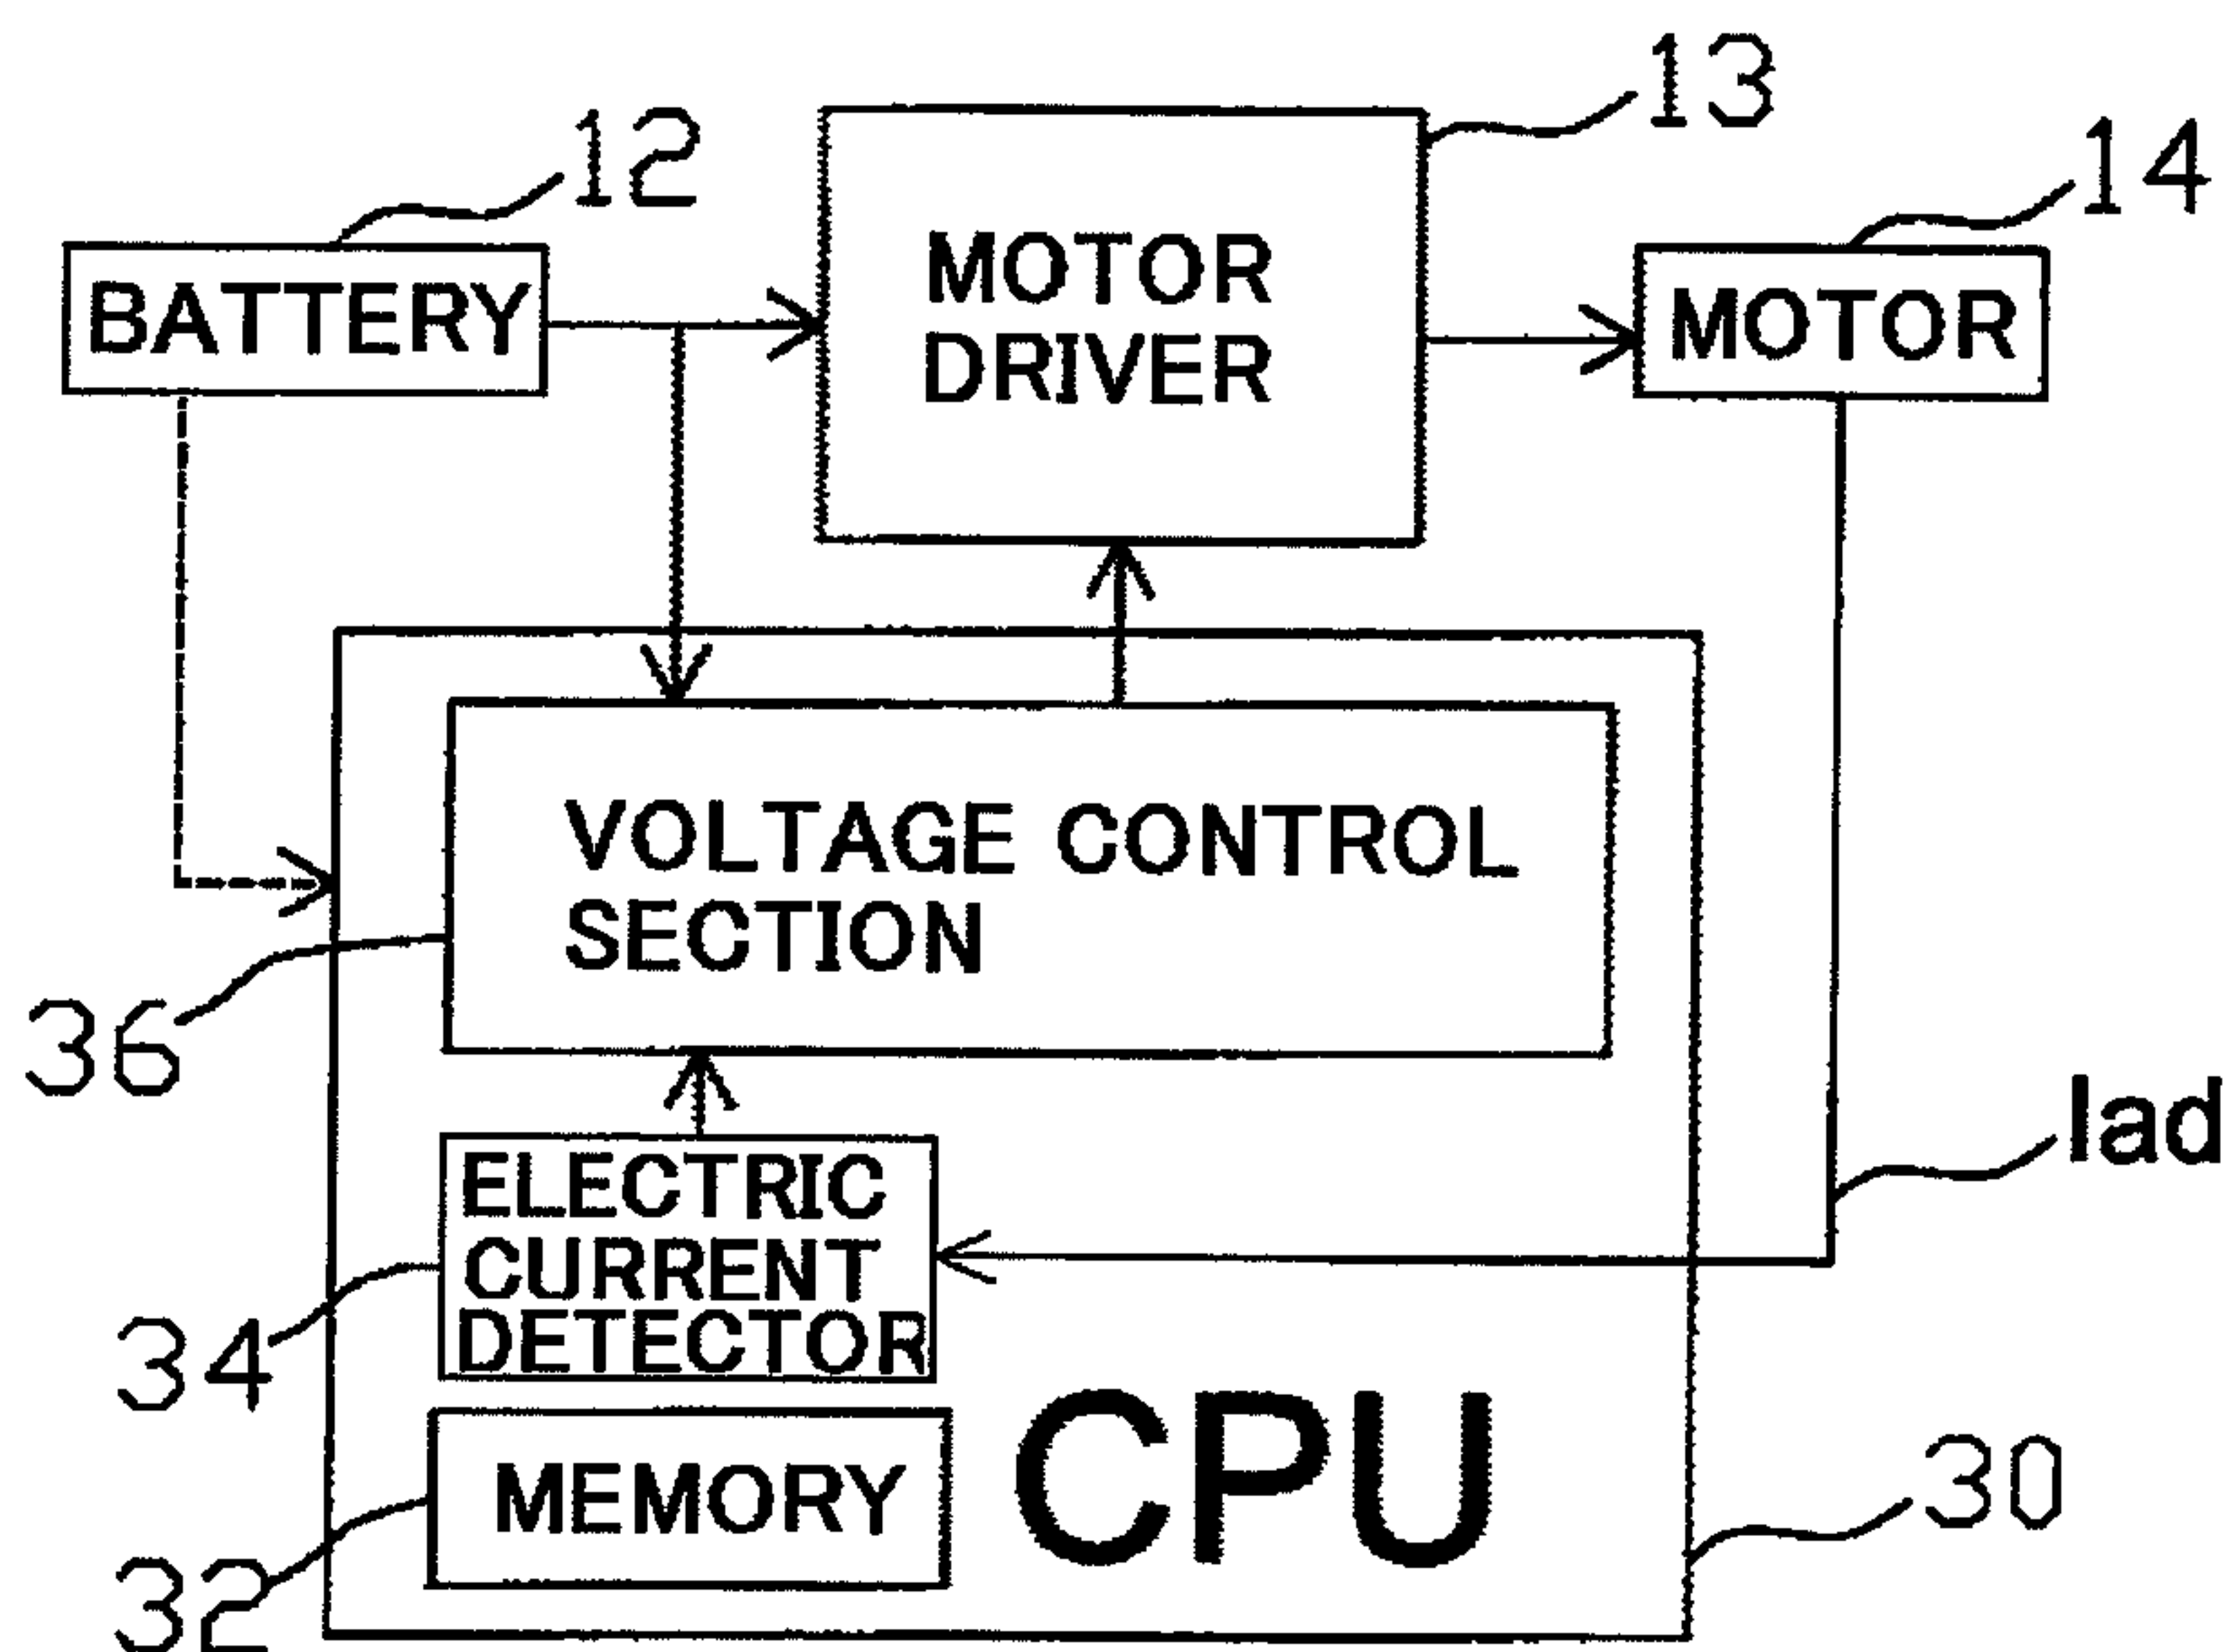 13
12
14
MOTOR
DRIVER
BATTERY
MOTOR
VOLTAGE CONTROL
SECTION
36
Iad
ELECTRIC
CURRENT
DETECTOR
34
CPU
30
MEMORY
32